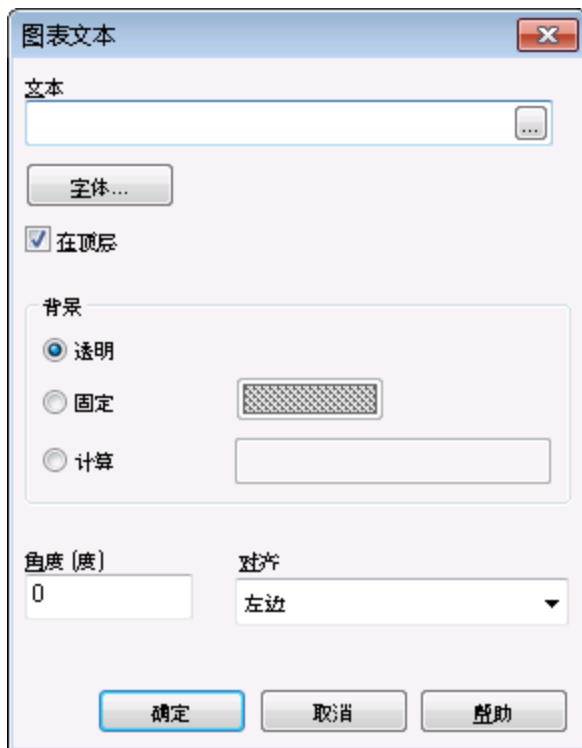 图表文本
文本
...
字体...
在顶层
背景
透明
固定
计算
角度 (度) 对齐
0 左边
确定 取消 帮助